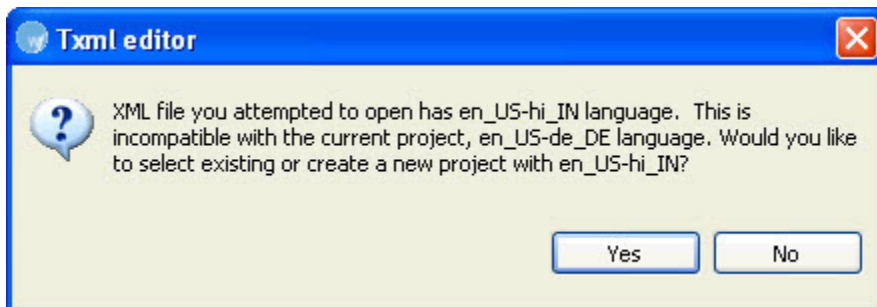 Txml editor
XML file you attempted to open has en_US-hi_IN language.  This is
incompatible with the current project, en_US-de_DE language. Would you like
to select existing or create a new project with en_US-hi_IN?
Yes No